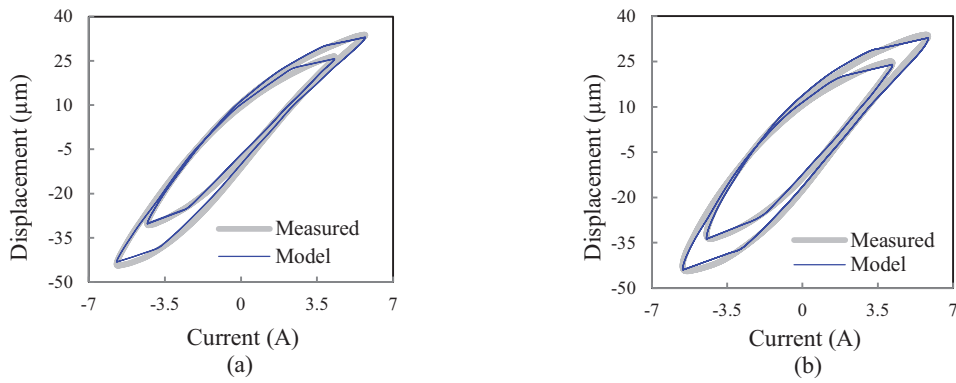 40
25
10
-5
-20
-35
-50
-7
-3.5
0
3.5
7
Displacement (µm)
Current (A)
Measured
Model
(a)
40
25
10
-5
-20
-35
-50
-7
-3.5
0
3.5
7
Displacement (µm)
Current (A)
Measured
Model
(b)